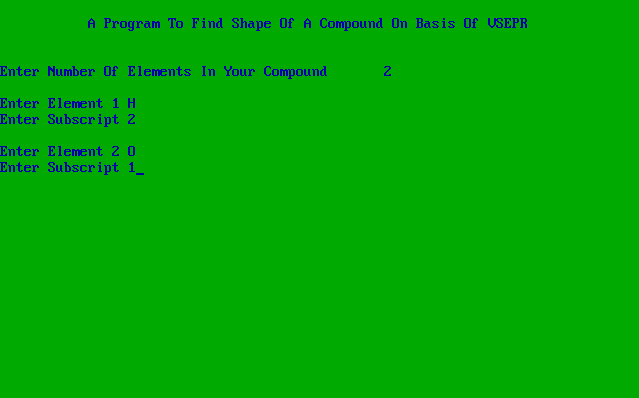 A Program To Find Shape Of A Compound On Basis Of VSEPR
Enter Number Of Elements In Your Compound 2
Enter Element 1 H
Enter Subscript 2
Enter Element 2 O
Enter Subscript 1_